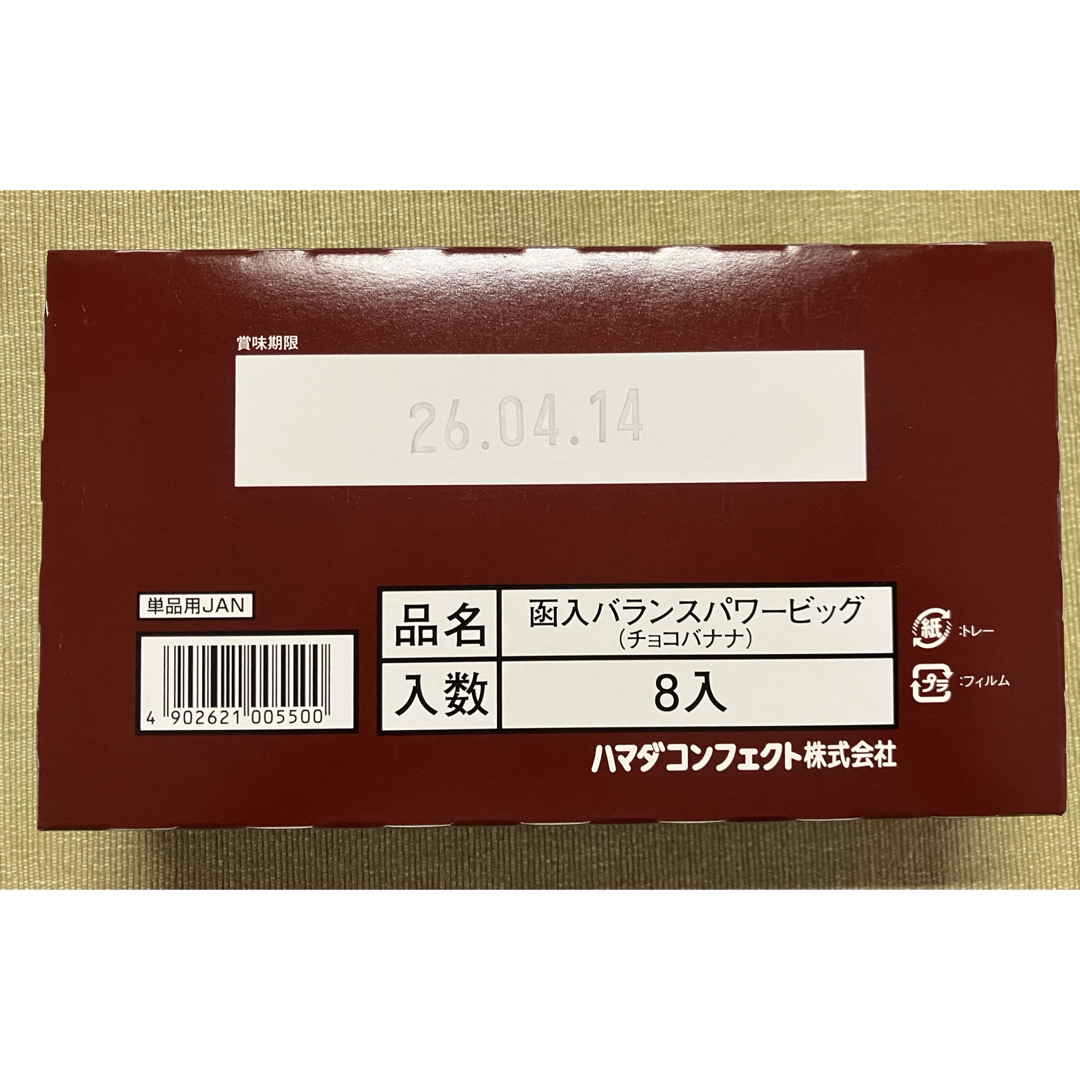 賞味期限
26.04.14
単品用JAN
4 902621 005500
品名
函入バランスパワービッグ
(チョコバナナ)
入数
8入
紙 :トレー
プラ :フィルム
ハマダコンフェクト株式会社